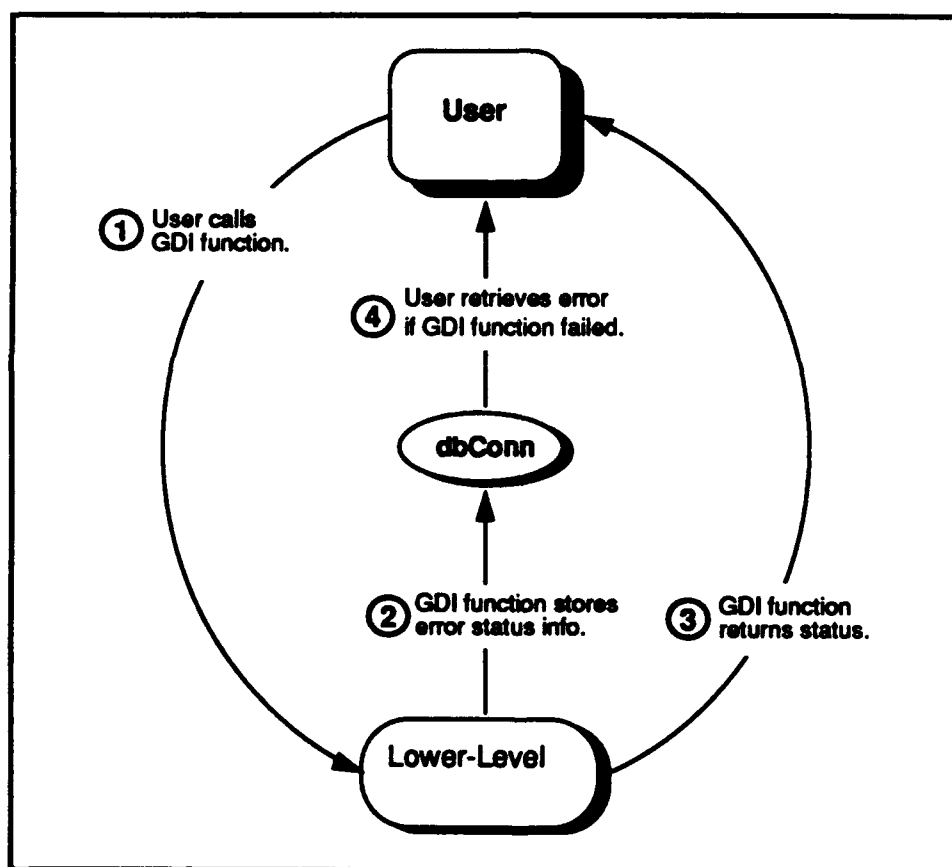 User
1 User calls
GDI function.
4 User retrieves error
if GDI function failed.
dbConn
2 GDI function stores
error status info.
3 GDI function
returns status.
Lower-Level